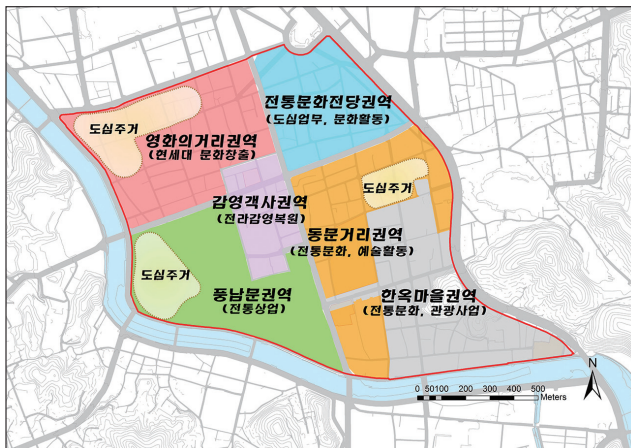 전통문화전당권역
(도심업무, 문화활동)
도심주거
영화의거리권역
(현세대 문화창출)
도심주거
감영객사권역
(전라감영복원)
동문거리권역
(전통문화, 예술활동)
도심주거
풍남문권역
(전통상업)
한옥마을권역
(전통문화, 관광사업)
N
0 50100 200 300 400 500
Meters